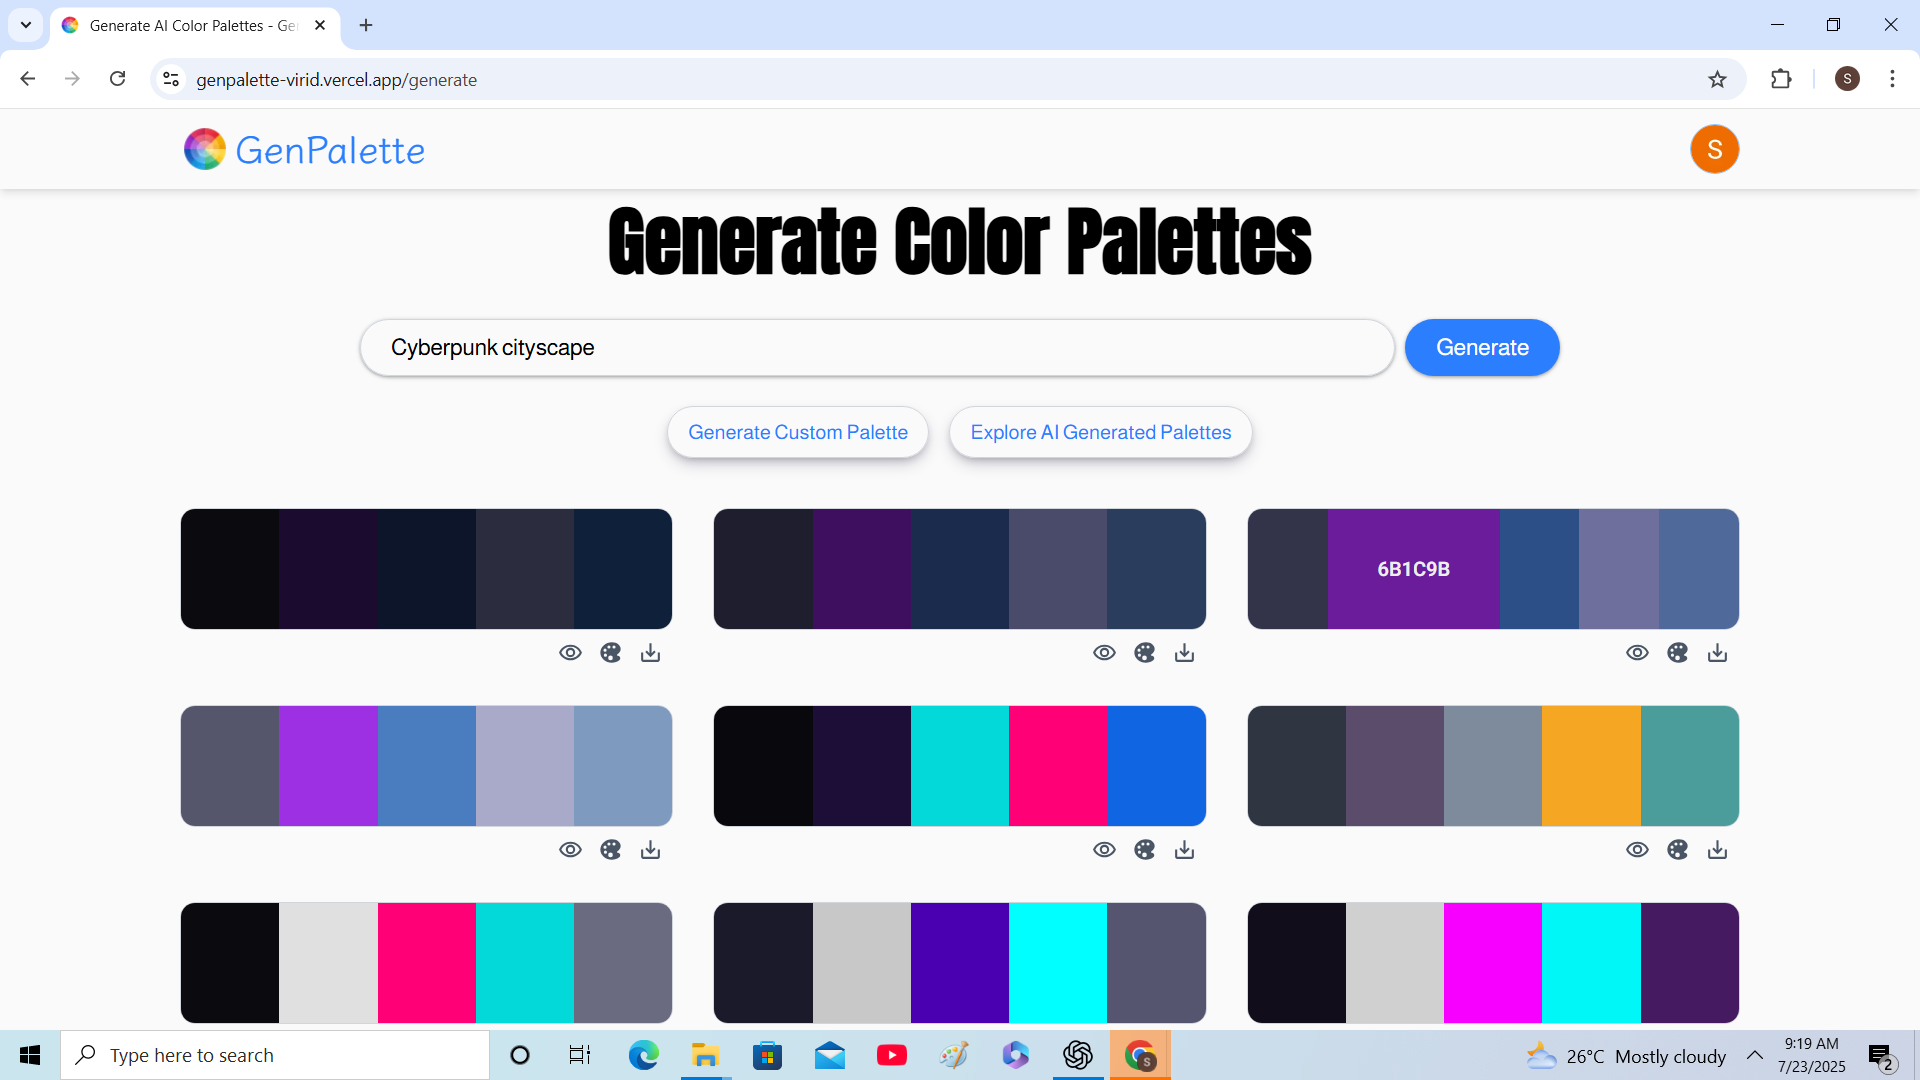 Generate AI Color Palettes - Ge
genpalette-virid.vercel.app/generate
S
GenPalette
S
Generate Color Palettes
Cyberpunk cityscape
Generate
Generate Custom Palette
Explore AI Generated Palettes
6B1C9B
Type here to search
S
26°C Mostly cloudy
9:19 AM
7/23/2025
2